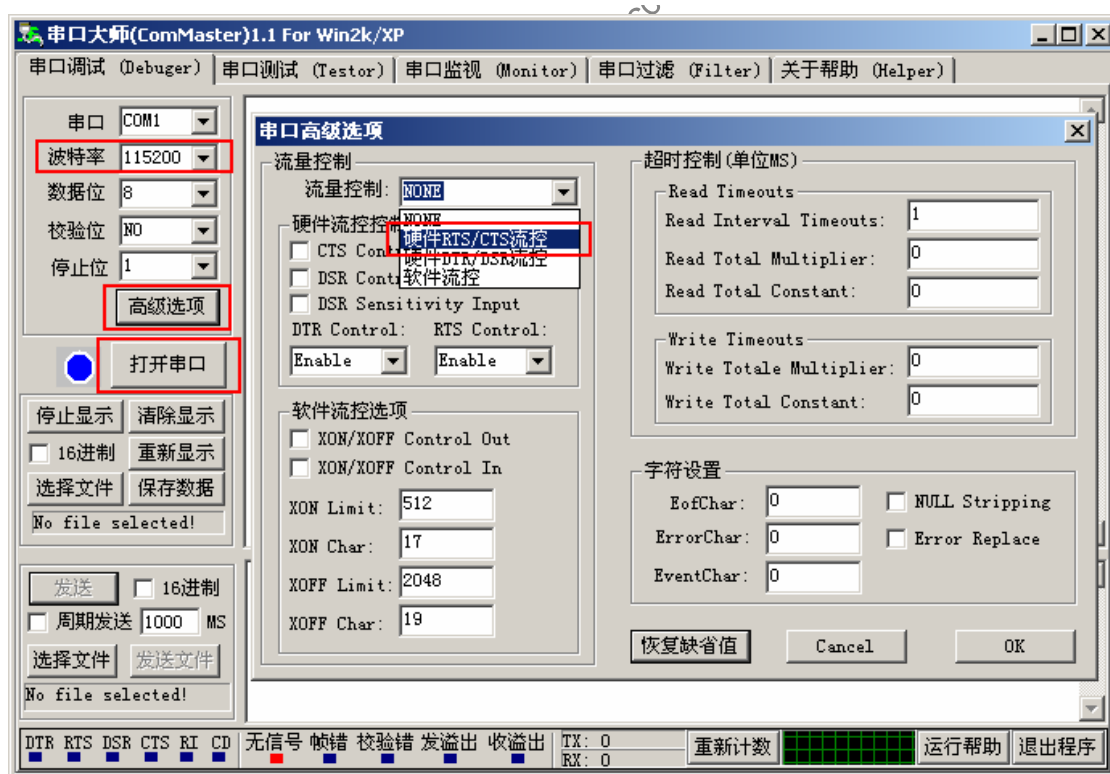 串口大师(ComMaster)1.1 For Win2k/XP
串口调试 (Debuger) 串口测试 (Testor) 串口监视 (Monitor) 串口过滤 (Filter) 关于帮助 (Helper)
串口 COM1
波特率 115200
数据位 8
校验位 NO
停止位 1
高级选项
打开串口
停止显示 清除显示
16进制 重新显示
选择文件 保存数据
No file selected!
发送 16进制
周期发送 1000 MS
选择文件 发送文件
No file selected!
串口高级选项
流量控制
流量控制: NONE
NONE
硬件RTS/CTS流控
硬件DTR/DSR流控
软件流控
硬件流控控制
CTS Cont
DSR Cont
DSR Sensitivity Input
DTR Control: RTS Control:
Enable Enable
软件流控选项
XON/XOFF Control Out
XON/XOFF Control In
XON Limit: 512
XON Char: 17
XOFF Limit: 2048
XOFF Char: 19
超时控制(单位MS)
Read Timeouts
Read Interval Timeouts: 1
Read Total Multiplier: 0
Read Total Constant: 0
Write Timeouts
Write Totale Multiplier: 0
Write Total Constant: 0
字符设置
EofChar: 0 NULL Stripping
ErrorChar: 0 Error Replace
EventChar: 0
恢复缺省值 Cancel OK
DTR RTS DSR CTS RI CD 无信号 帧错 校验错 发溢出 收溢出 TX: 0 重新计数 运行帮助 退出程序
RX: 0